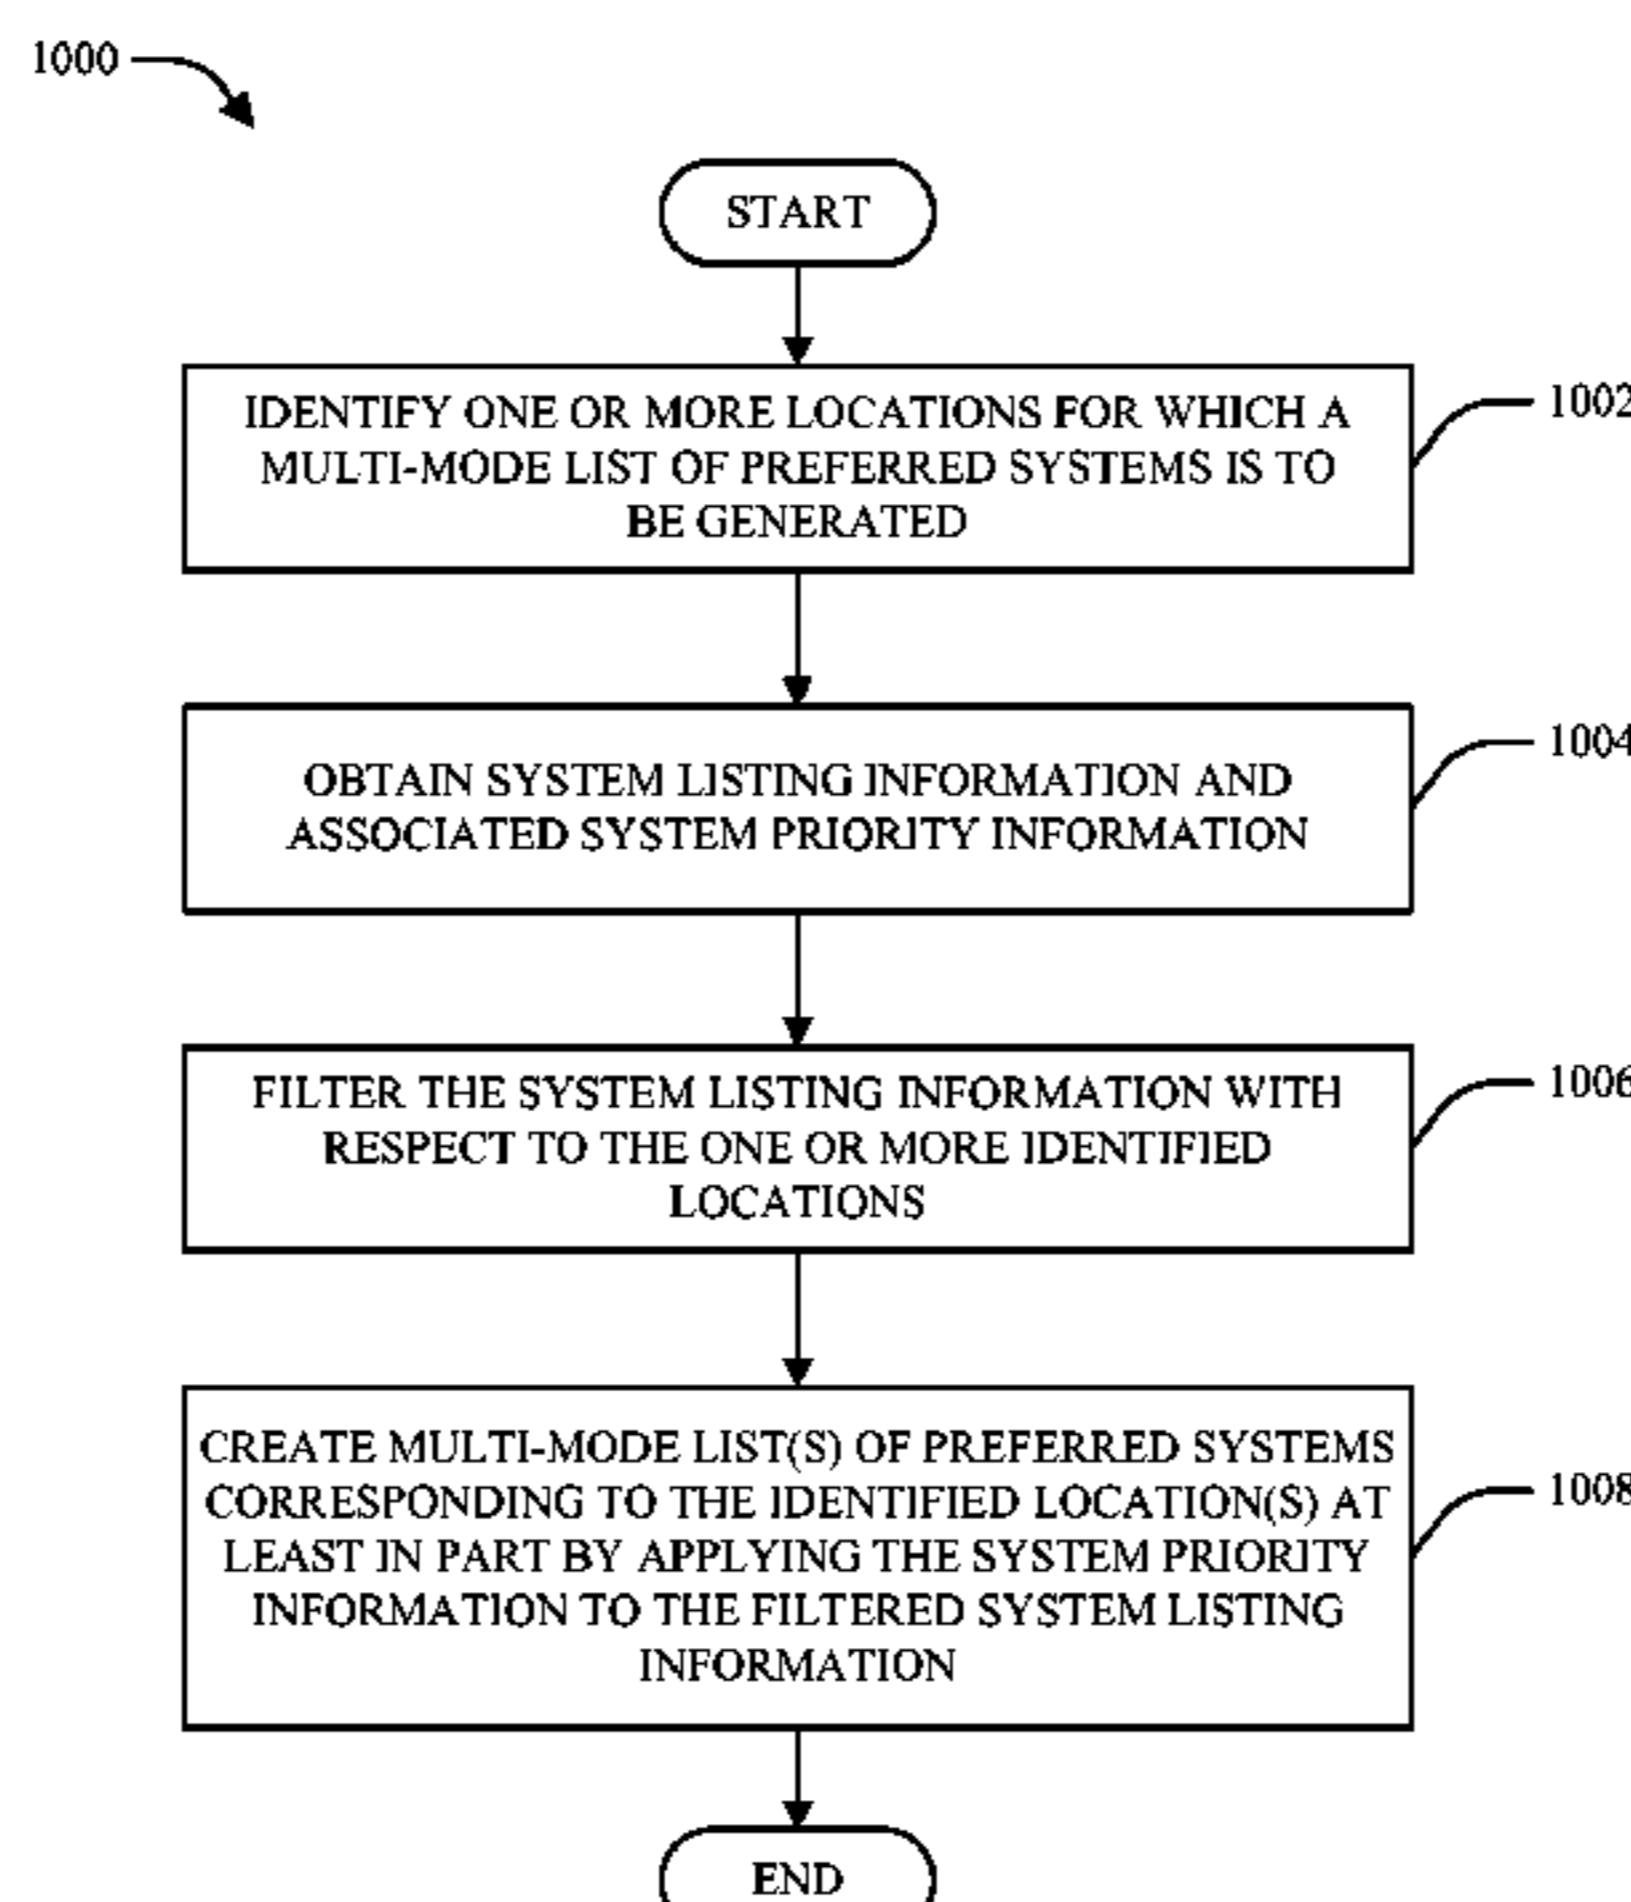 1000
START
IDENTIFY ONE OR MORE LOCATIONS FOR WHICH A
MULTI-MODE LIST OF PREFERRED SYSTEMS IS TO
BE GENERATED
1002
OBTAIN SYSTEM LISTING INFORMATION AND
ASSOCIATED SYSTEM PRIORITY INFORMATION
1004
FILTER THE SYSTEM LISTING INFORMATION WITH
RESPECT TO THE ONE OR MORE IDENTIFIED
LOCATIONS
1006
CREATE MULTI-MODE LIST(S) OF PREFERRED SYSTEMS
CORRESPONDING TO THE IDENTIFIED LOCATION(S) AT
LEAST IN PART BY APPLYING THE SYSTEM PRIORITY
INFORMATION TO THE FILTERED SYSTEM LISTING
INFORMATION
1008
END